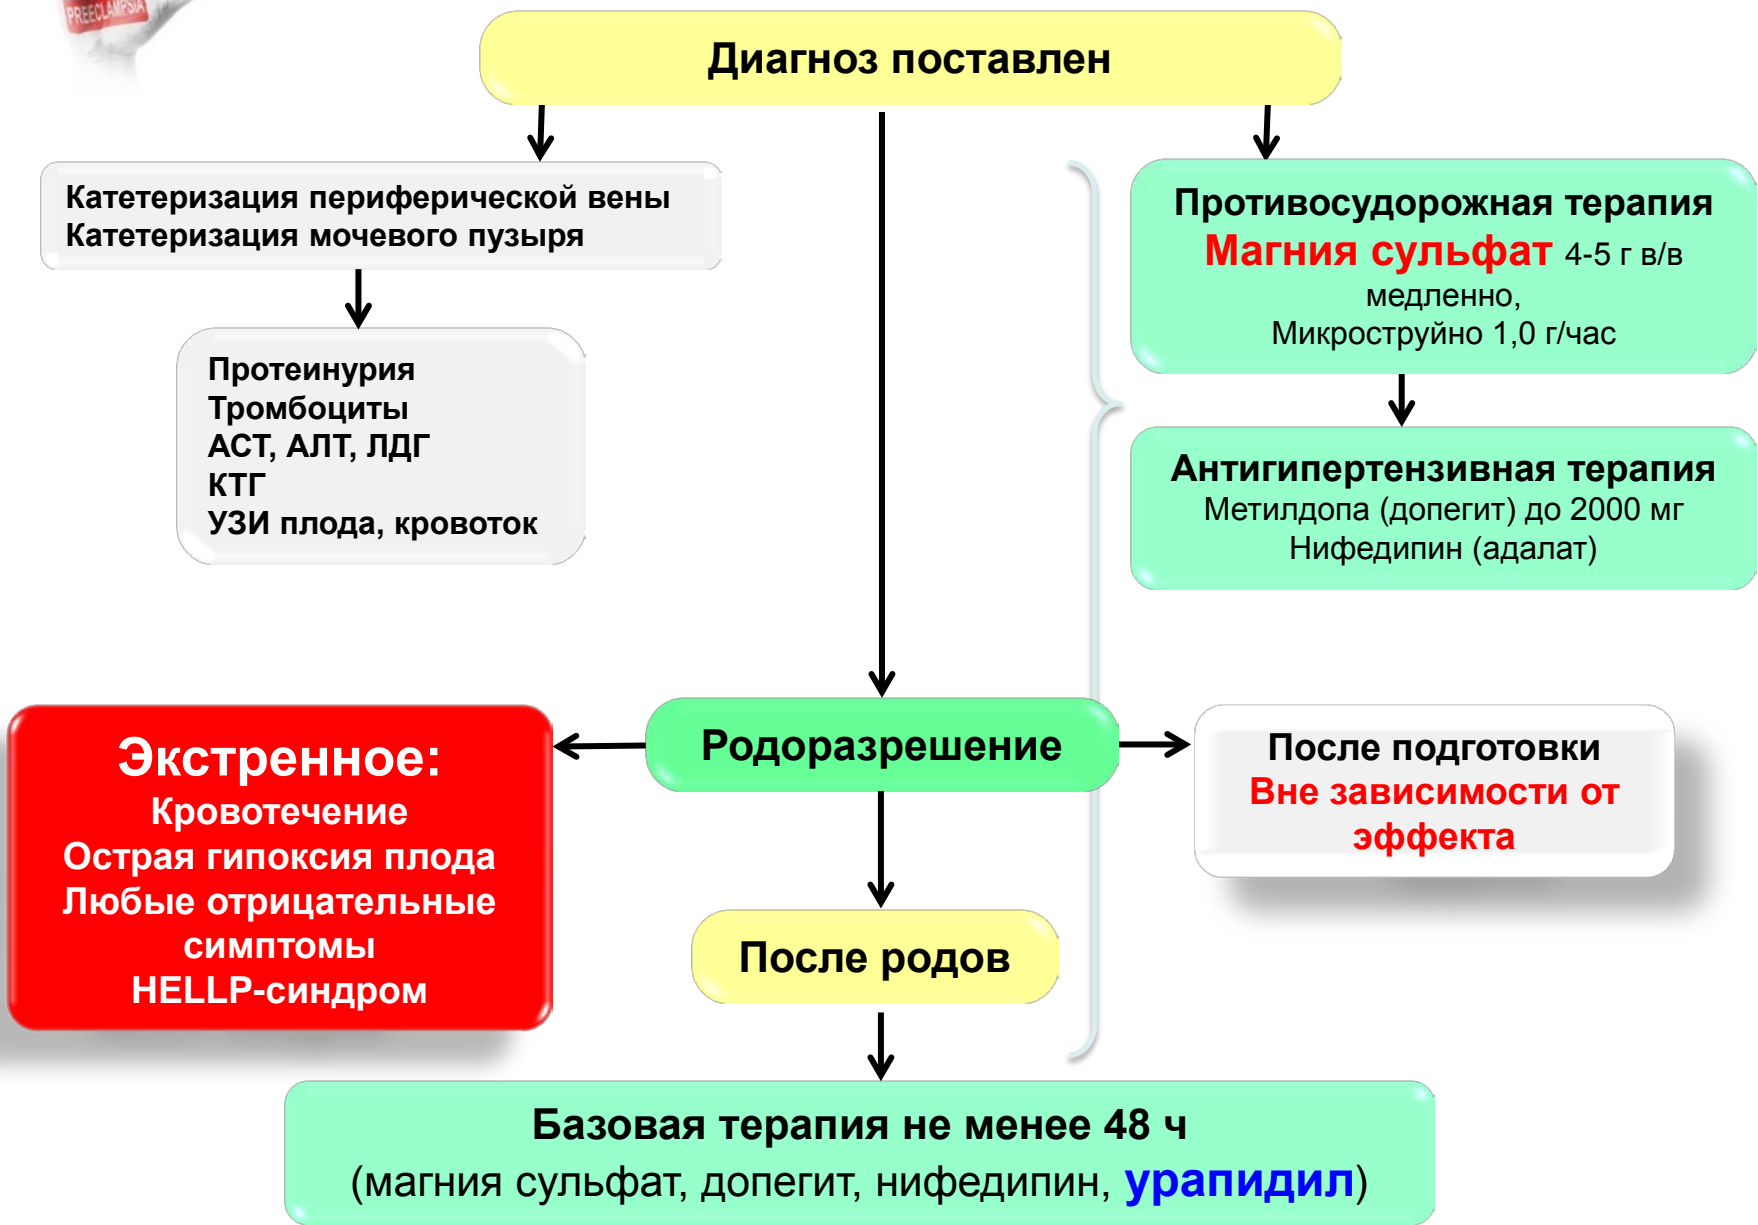 PREECLAMPSIA
Диагноз поставлен
Катетеризация периферической вены
Катетеризация мочевого пузыря
Протеинурия
Тромбоциты
АСТ, АЛТ, ЛДГ
КТГ
УЗИ плода, кровоток
Противосудорожная терапия
Магния сульфат 4-5 г в/в
медленно,
Микроструйно 1,0 г/час
Антигипертензивная терапия
Метилдопа (допегит) до 2000 мг
Нифедипин (адалат)
Родоразрешение
Экстренное:
Кровотечение
Острая гипоксия плода
Любые отрицательные
симптомы
HELLP-синдром
После подготовки
Вне зависимости от
эффекта
После родов
Базовая терапия не менее 48 ч
(магния сульфат, допегит, нифедипин, урапидил)